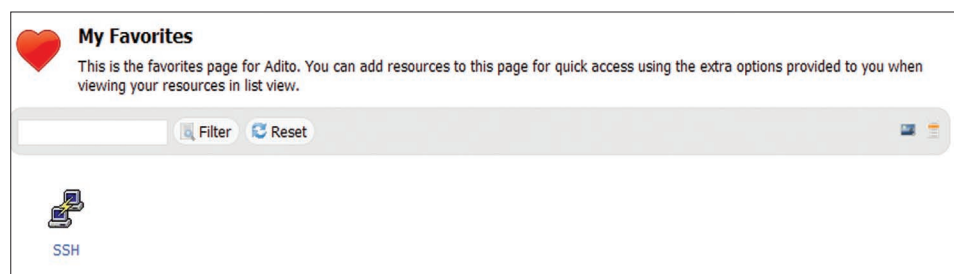 My Favorites
This is the favorites page for Adito. You can add resources to this page for quick access using the extra options provided to you when
viewing your resources in list view.
Filter Reset
SSH